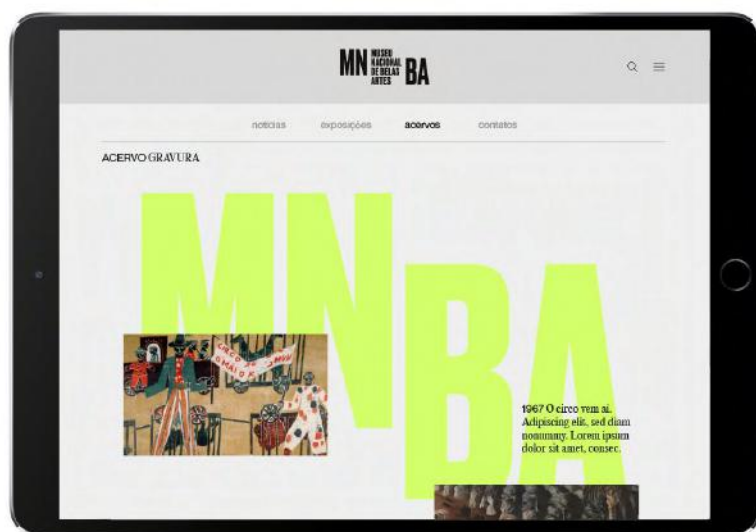 MN MUSEU
NACIONAL
DE BELAS
ARTES BA
notícias exposições acervos contatos
ACERVO GRAVURA
MN
BA
CIRCO
1967 O circo vem aí.
Adipiscing elit, sed diam
nonummy. Lorem ipsum
dolor sit amet, consec.